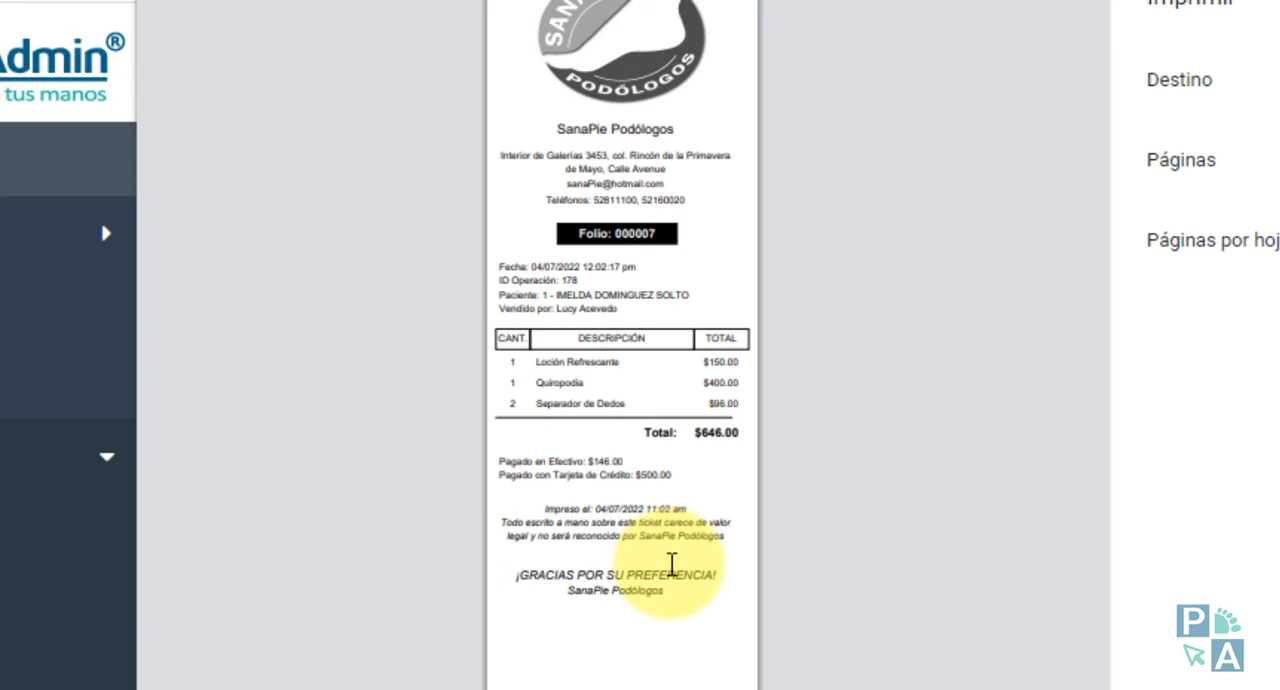 Admin®
tus manos
SANA
PODÓLOGOS
SanaPie Podólogos
Interior de Galerías 3453, col. Rincón de la Primavera
de Mayo, Calle Avenue
sanaPie@hotmail.com
Teléfonos: 52811100, 52160020
Folio: 000007
Fecha: 04/07/2022 12:02:17 pm
ID Operación: 178
Paciente: 1 - IMELDA DOMINGUEZ SOLTO
Vendido por: Lucy Acevedo
CANT. DESCRIPCIÓN TOTAL
1 Loción Refrescante $150.00
1 Quiropodia $400.00
2 Separador de Dedos $96.00
Total: $646.00
Pagado en Efectivo: $146.00
Pagado con Tarjeta de Crédito: $500.00
Impreso el: 04/07/2022 11:02 am
Todo escrito a mano sobre este ticket carece de valor
legal y no será reconocido por SanaPie Podólogos
¡GRACIAS POR SU PREFERENCIA!
SanaPie Podólogos
Imprimir
Destino
Páginas
Páginas por hoj
P
A